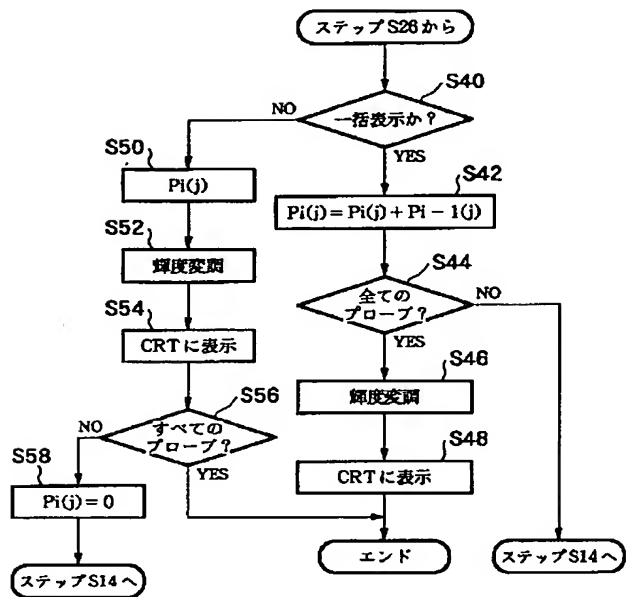 ステップS26から
S40
NO
一括表示か?
YES
S50
Pi(j)
S42
Pi(j)=Pi(j)+Pi-1(j)
S52
輝度変調
S44
全ての
プローブ?
NO
YES
S54
CRTに表示
S46
輝度変調
S56
NO
すべての
プローブ?
YES
S48
CRTに表示
S58
Pi(j)=0
エンド
ステップS14へ
ステップS14へ